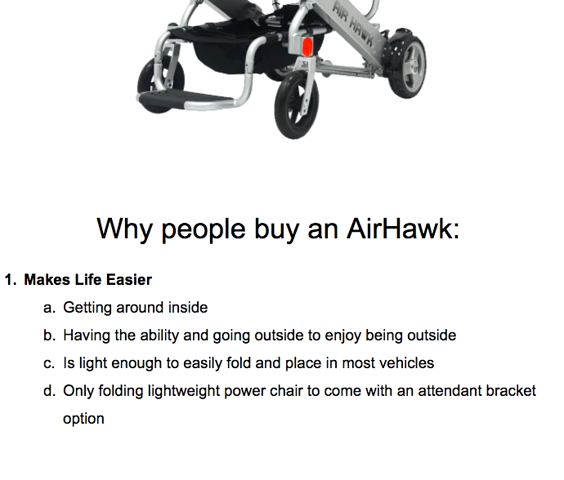 AIR HAWK
Why people buy an AirHawk:
1. Makes Life Easier
a. Getting around inside
b. Having the ability and going outside to enjoy being outside
c. Is light enough to easily fold and place in most vehicles
d. Only folding lightweight power chair to come with an attendant bracket
option